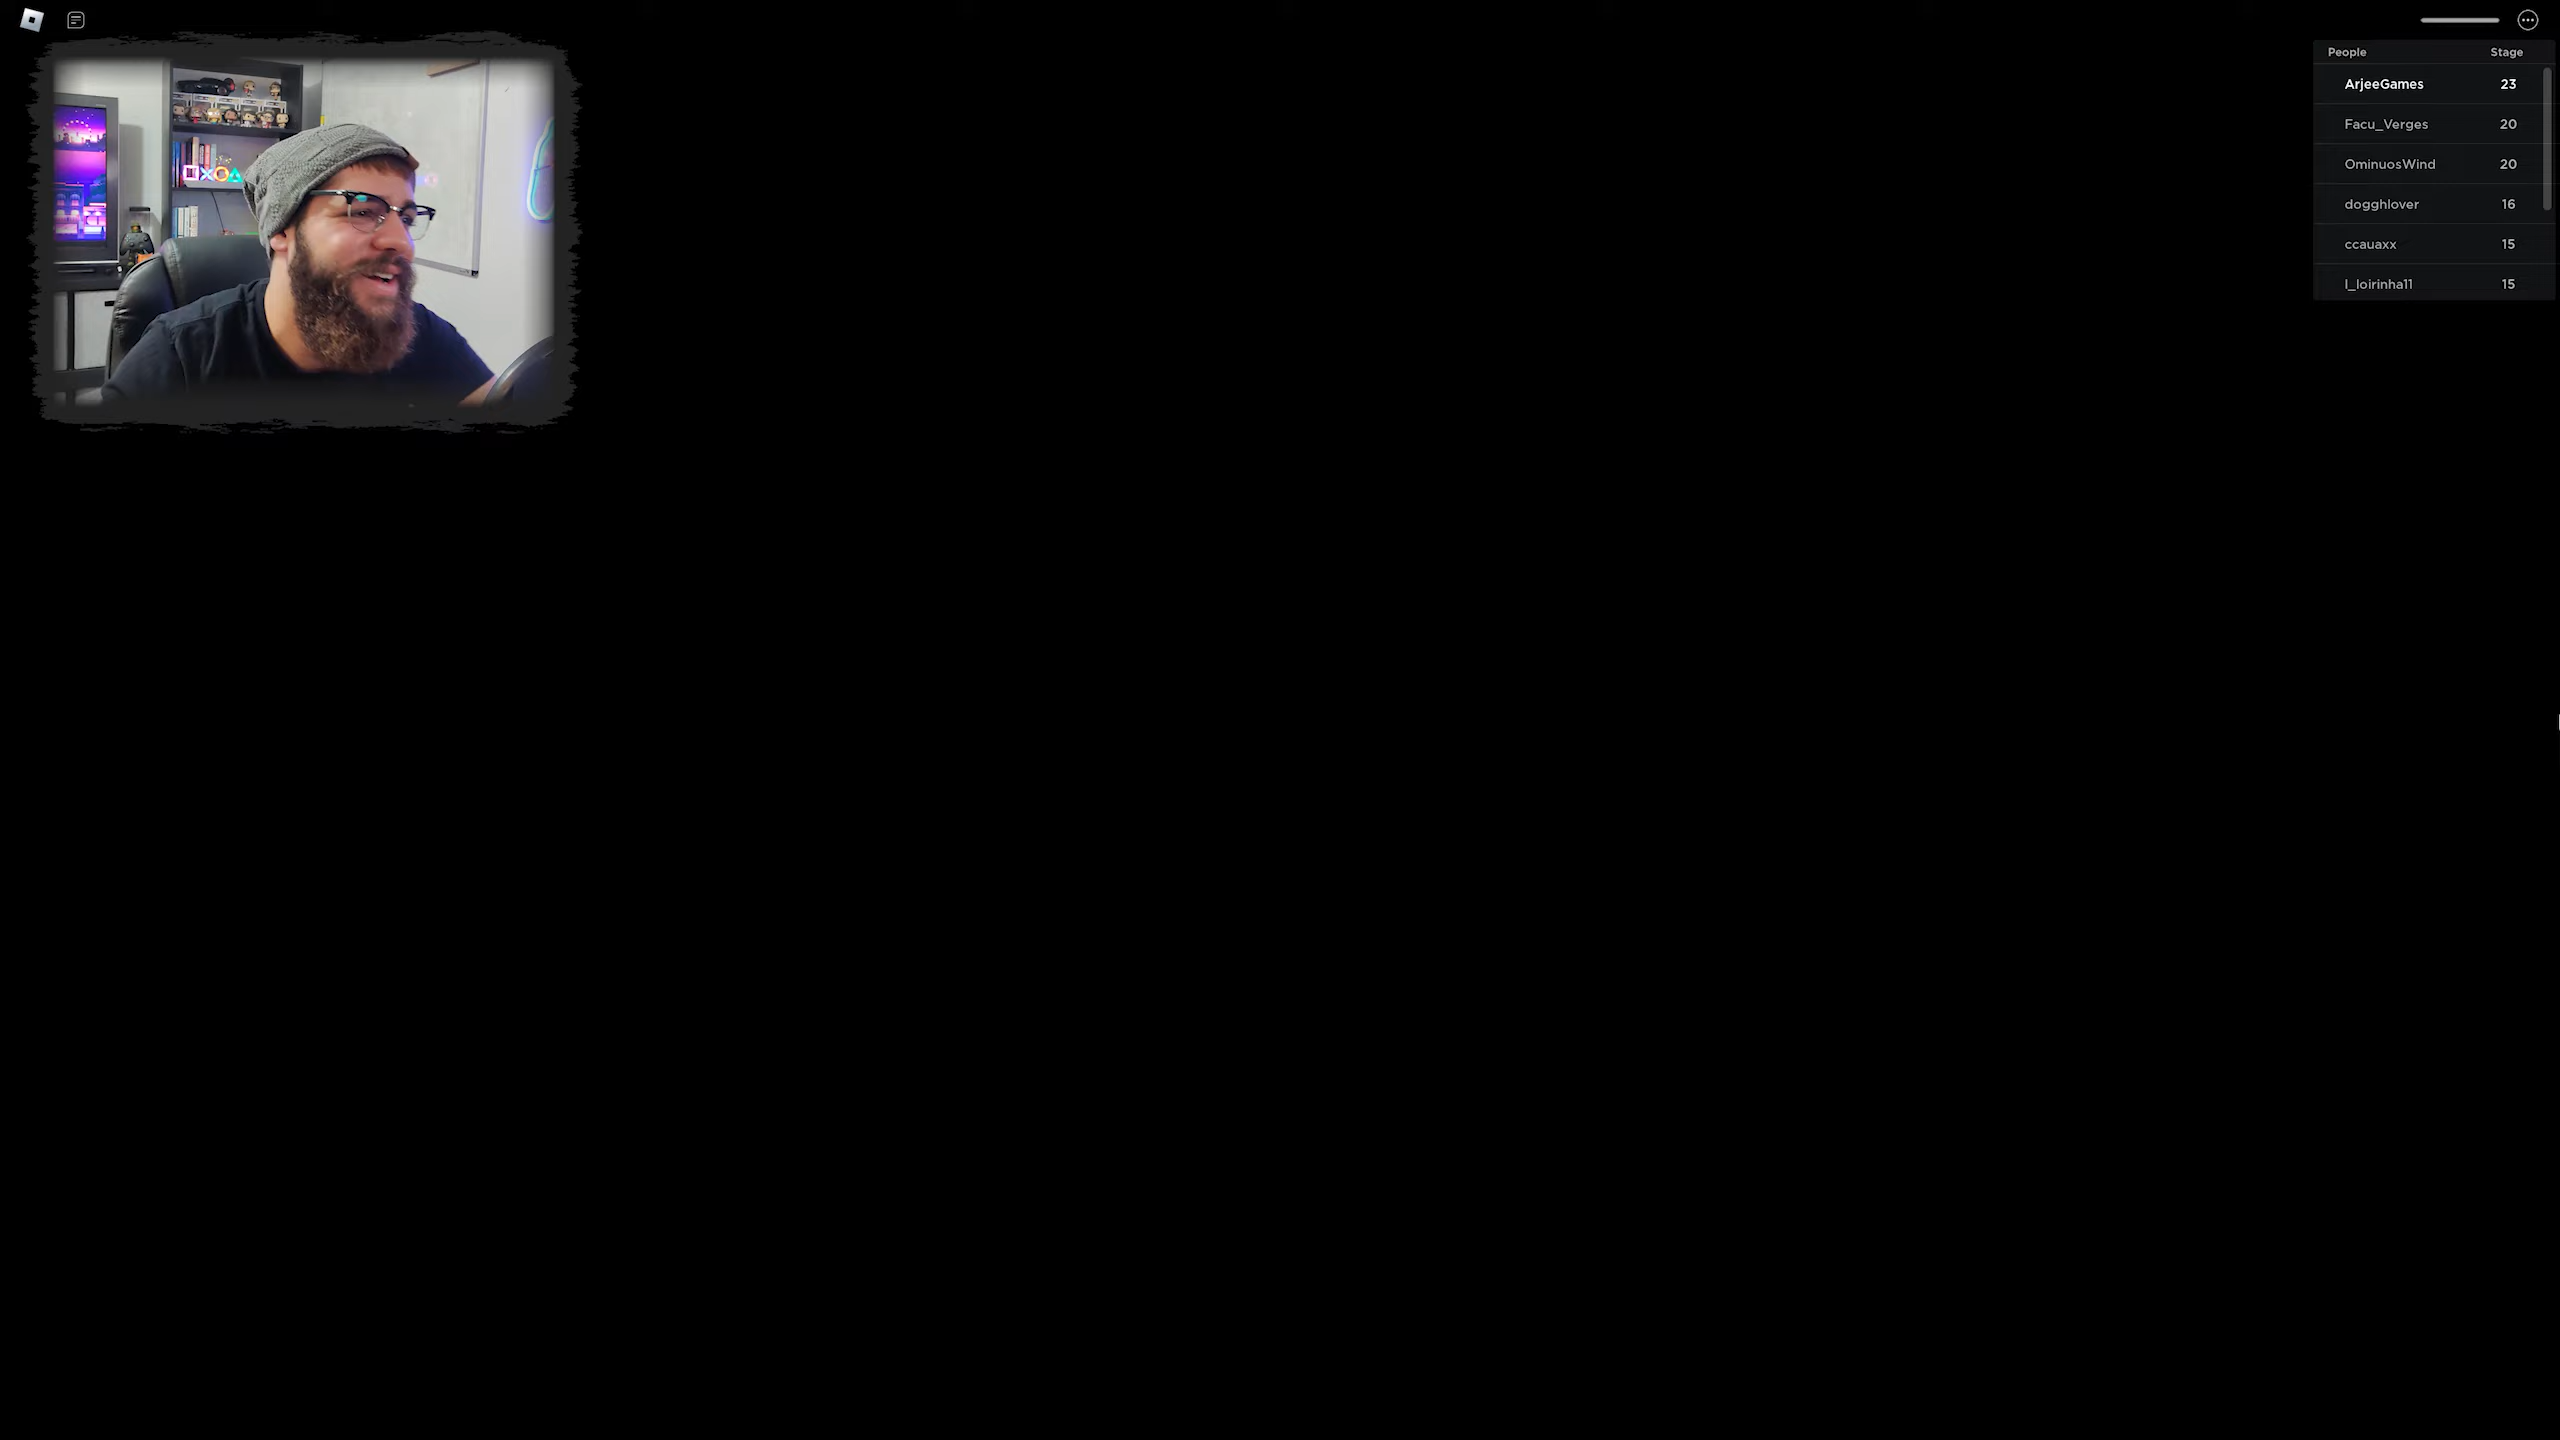 People Stage
ArjeeGames 23
Facu_Verges 20
OminuosWind 20
dogghlover 16
ccauaxx 15
l_loirinha11 15